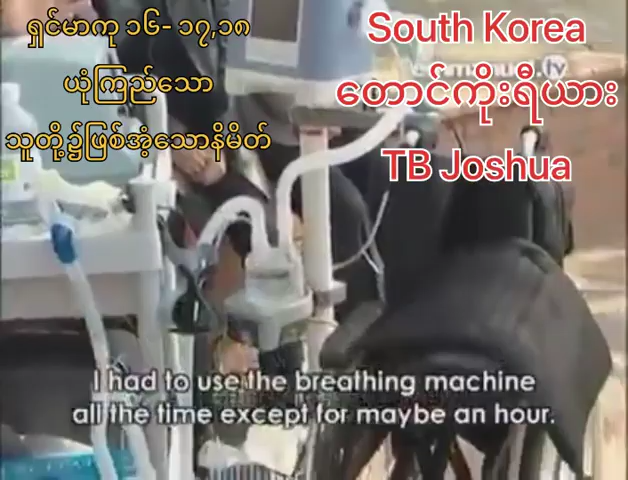 ရှင်မာကု ၁၆- ၁၇,၁၈
ယုံကြည်သော
သူတို့၌ဖြစ်အံ့သောနိမိတ်
South Korea
တောင်ကိုးရီယား
TB Joshua
I had to use the breathing machine
all the time except for maybe an hour.